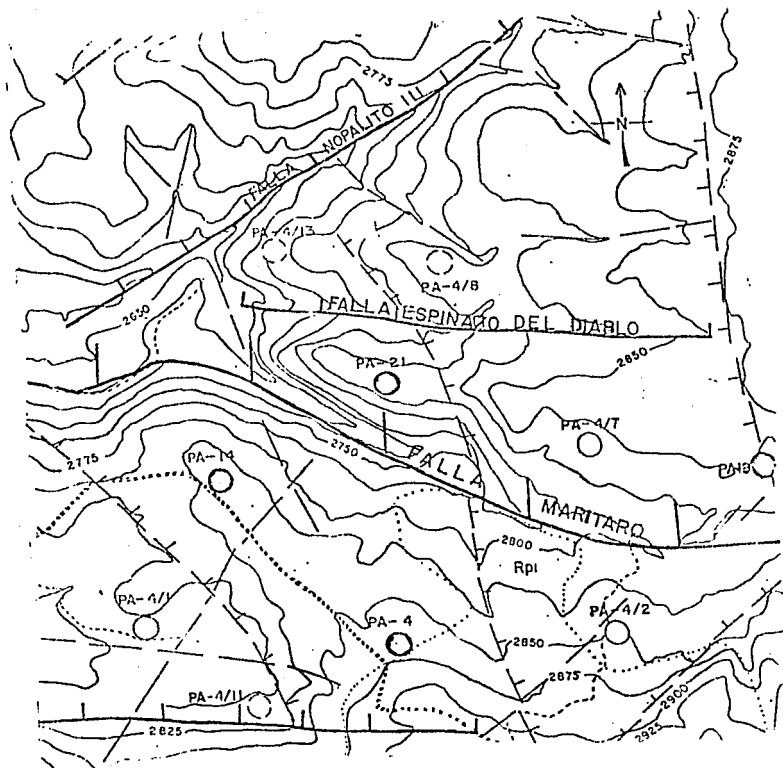 2775
FALLA NOPALITO III
N
2875
PA-4/13
PA-4/8
2650
FALLA ESPINAZO DEL DIABLO
2850
PA-21
PA-4/7
2750
2775
PA-14
FALLA MARITARO
2800
Rpl
PA-4/1
PA-4
PA-4/2
2850
2875
PA-4/11
2900
2825
2925